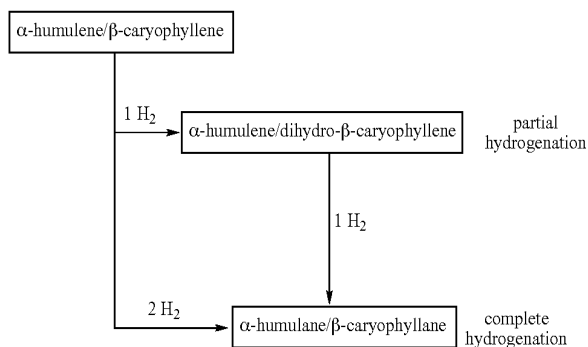 α-humulene/β-caryophyllene
1 H₂
α-humulene/dihydro-β-caryophyllene
partial
hydrogenation
1 H₂
2 H₂
α-humulane/β-caryophyllane
complete
hydrogenation